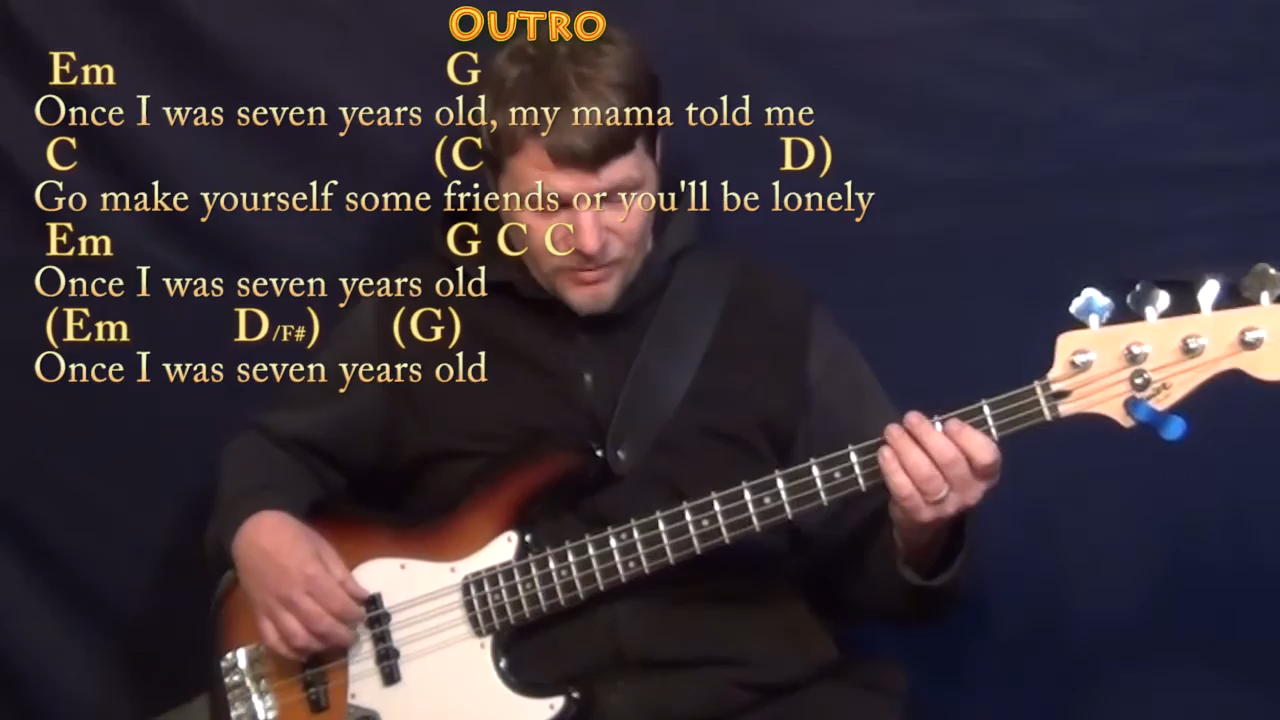 OUTRO
Em G
Once I was seven years old, my mama told me
C (C D)
Go make yourself some friends or you'll be lonely
Em G C C
Once I was seven years old
(Em D/F#) (G)
Once I was seven years old